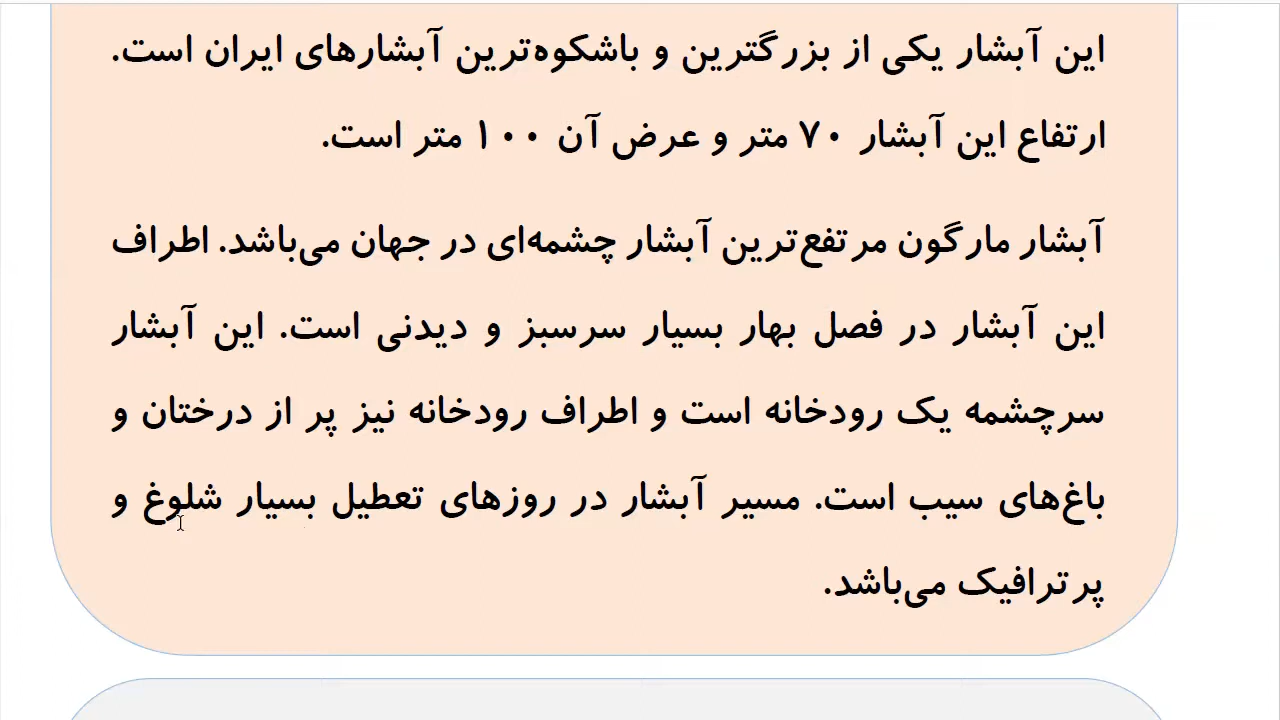 این آبشار یکی از بزرگترین و باشکوه‌ترین آبشارهای ایران است.
ارتفاع این آبشار ۷۰ متر و عرض آن ۱۰۰ متر است.
آبشار مارگون مرتفع‌ترین آبشار چشمه‌ای در جهان می‌باشد. اطراف
این آبشار در فصل بهار بسیار سرسبز و دیدنی است. این آبشار
سرچشمه یک رودخانه است و اطراف رودخانه نیز پر از درختان و
باغ‌های سیب است. مسیر آبشار در روزهای تعطیل بسیار شلوغ و
پرترافیک می‌باشد.